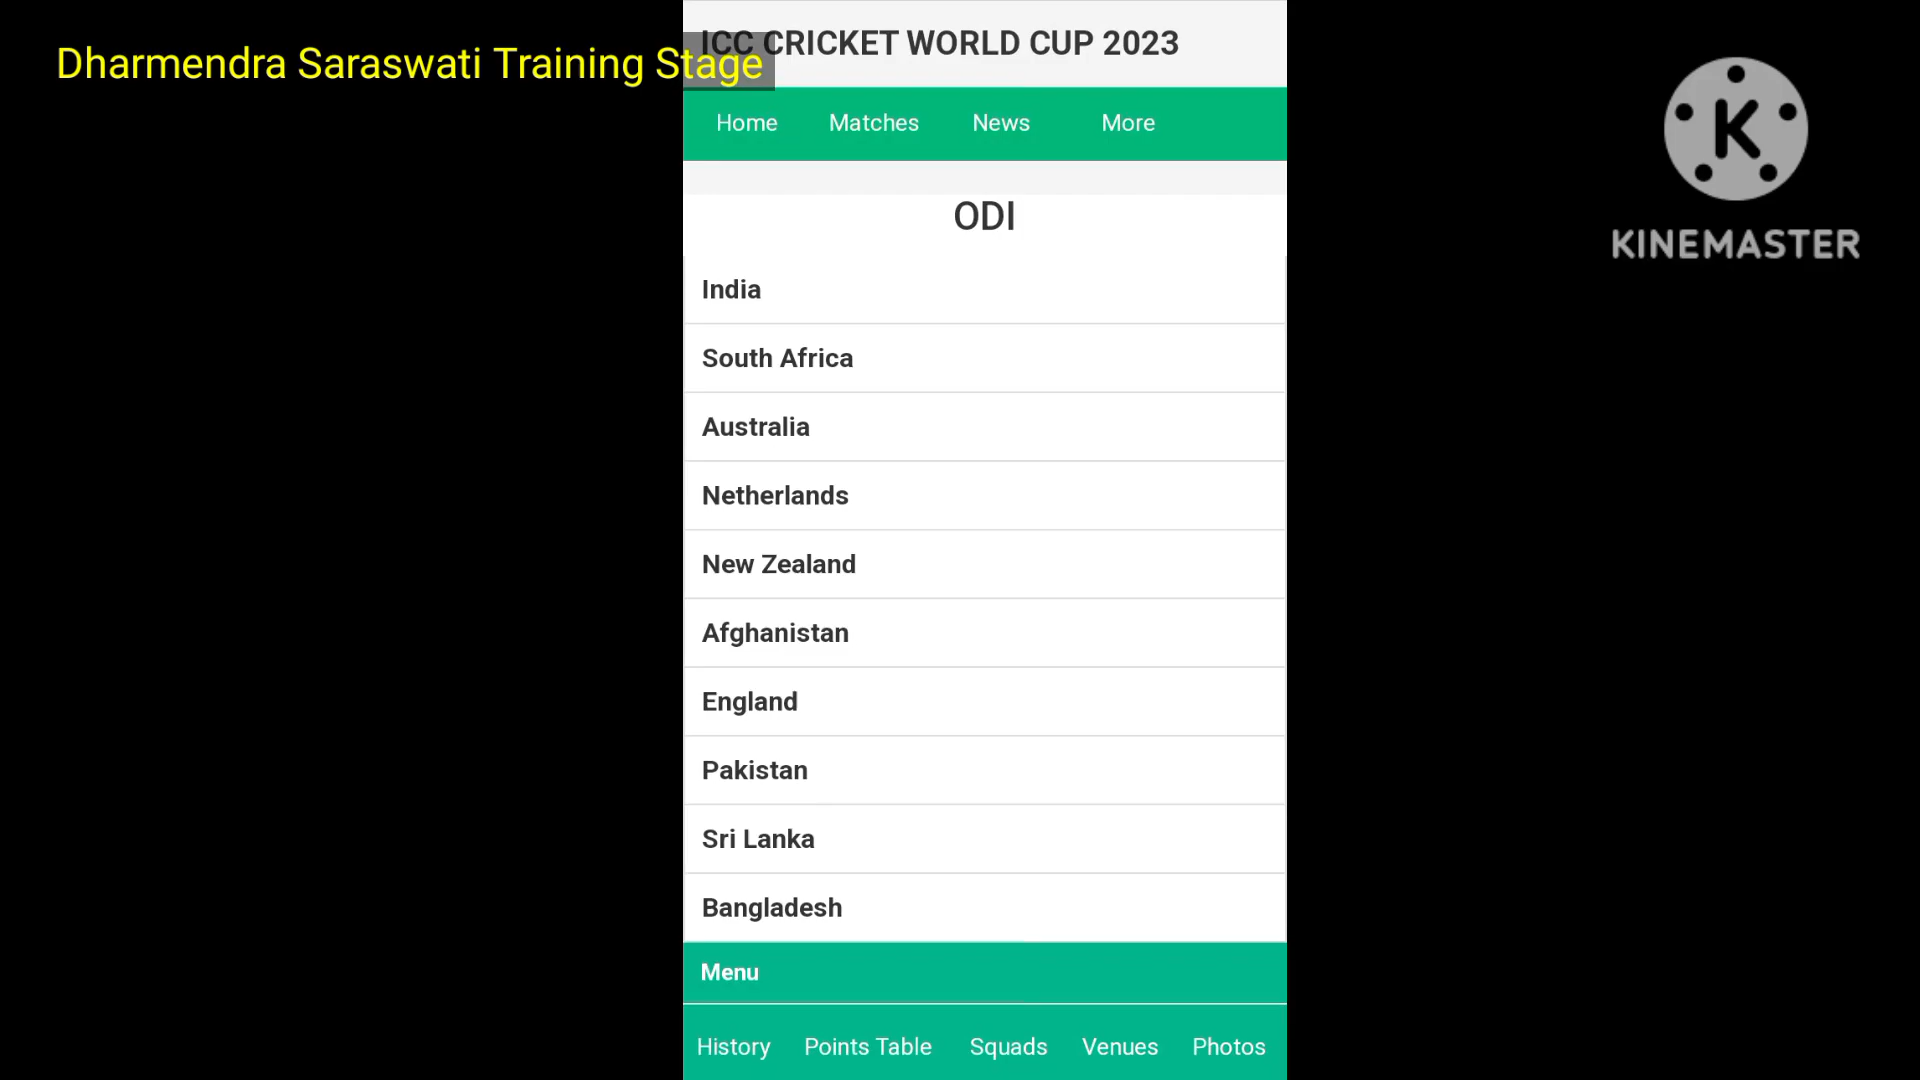 Dharmendra Saraswati Training Stage
ICC CRICKET WORLD CUP 2023
Home Matches News More
ODI
India
South Africa
Australia
Netherlands
New Zealand
Afghanistan
England
Pakistan
Sri Lanka
Bangladesh
Menu
History Points Table Squads Venues Photos
K
KINEMASTER